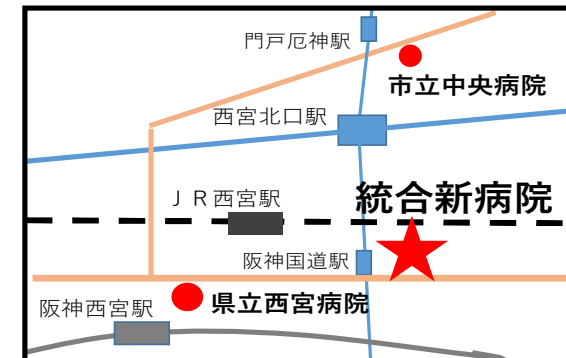 門戸厄神駅
市立中央病院
西宮北口駅
ＪＲ西宮駅
統合新病院
阪神国道駅
阪神西宮駅
県立西宮病院